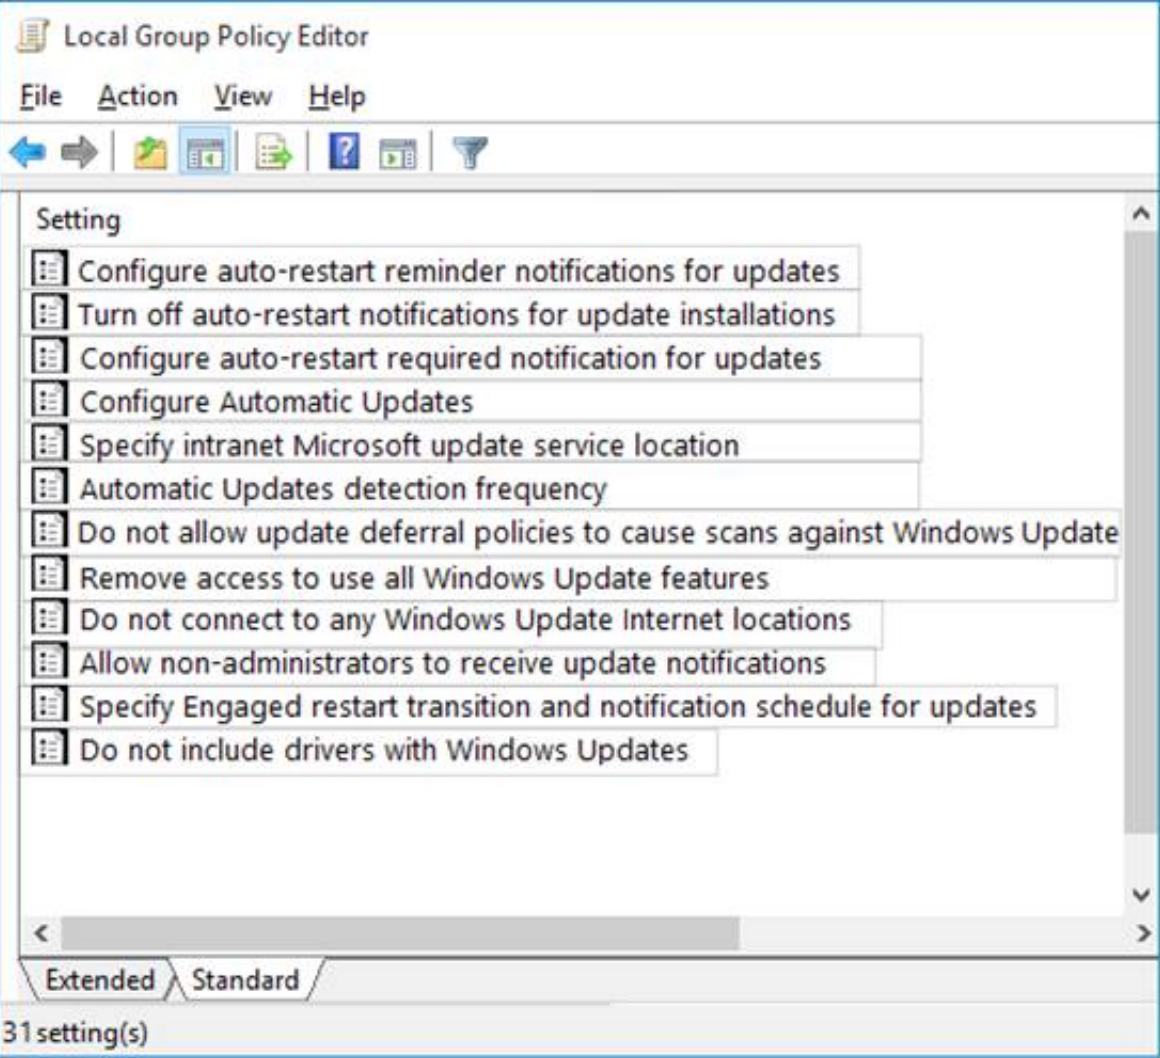 Local Group Policy Editor
File Action View Help
Setting
Configure auto-restart reminder notifications for updates
Turn off auto-restart notifications for update installations
Configure auto-restart required notification for updates
Configure Automatic Updates
Specify intranet Microsoft update service location
Automatic Updates detection frequency
Do not allow update deferral policies to cause scans against Windows Update
Remove access to use all Windows Update features
Do not connect to any Windows Update Internet locations
Allow non-administrators to receive update notifications
Specify Engaged restart transition and notification schedule for updates
Do not include drivers with Windows Updates
Extended Standard
31 setting(s)